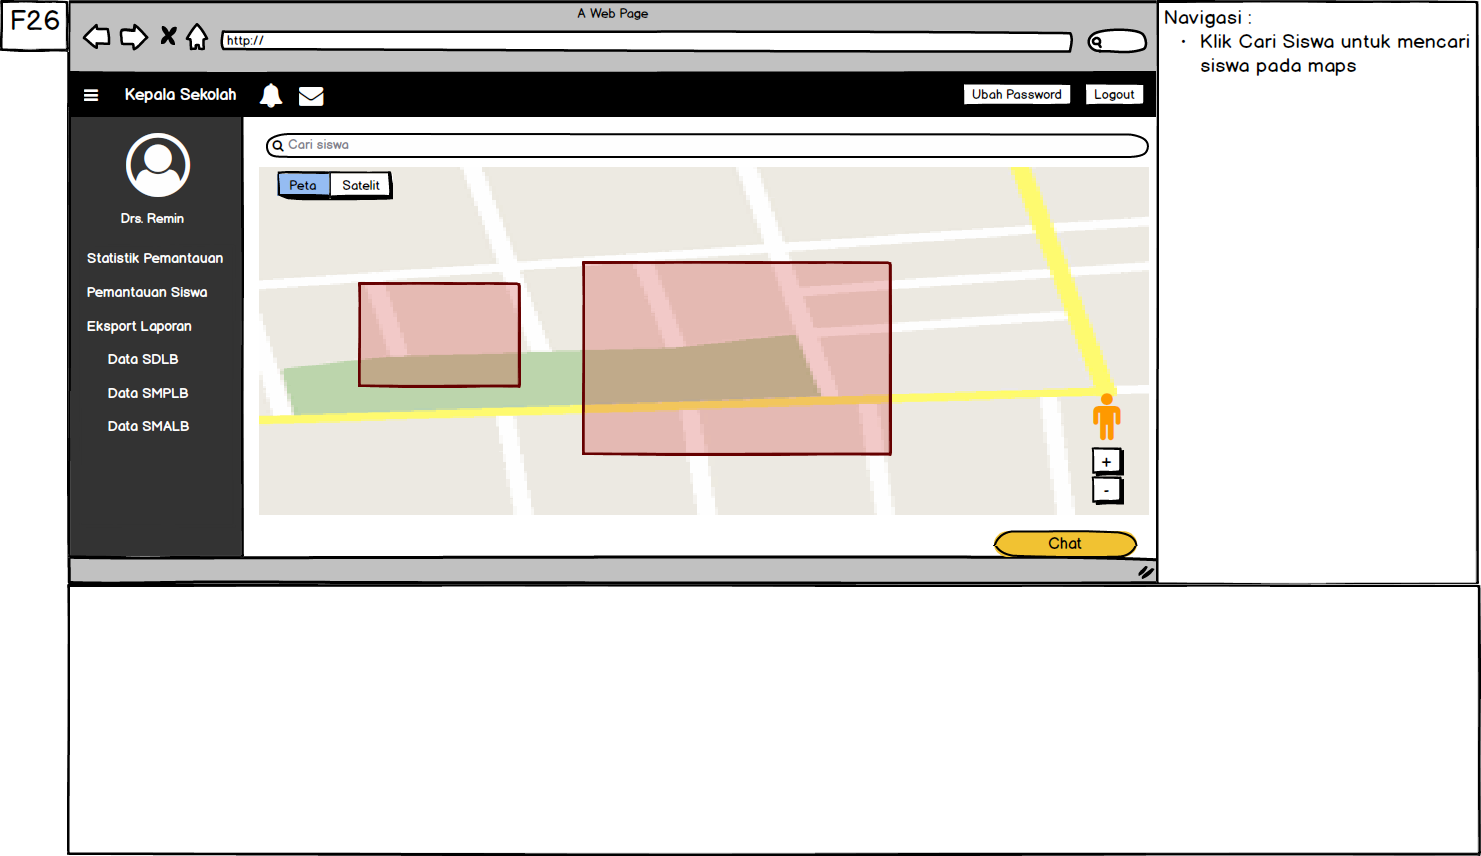 F26
A Web Page
http://
Kepala Sekolah
Ubah Password
Logout
Drs. Remin
Statistik Pemantauan
Pemantauan Siswa
Eksport Laporan
Data SDLB
Data SMPLB
Data SMALB
Cari siswa
Peta
Satelit
+
-
Chat
Navigasi :
• Klik Cari Siswa untuk mencari
siswa pada maps